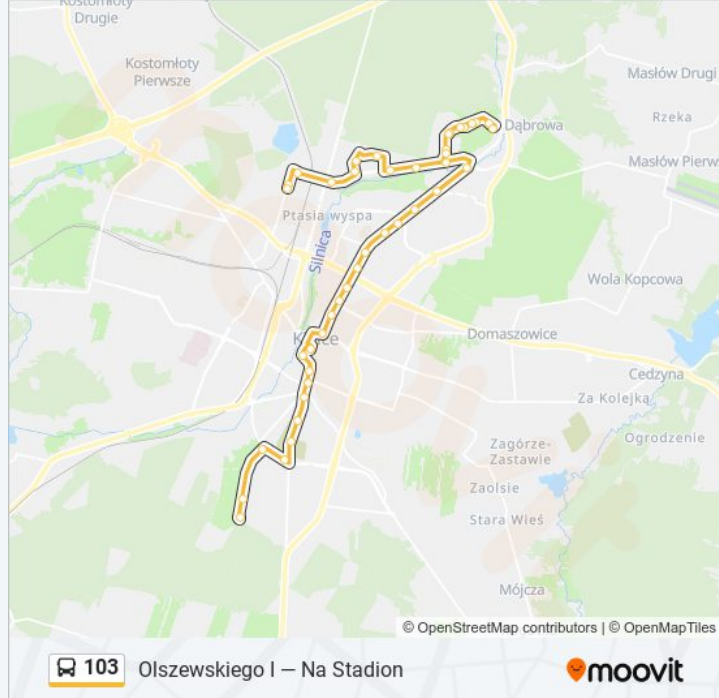 Kostomłoty
Drugie
Kostomłoty
Pierwsze
Masłów Drugi
Rzeka
Dąbrowa
Masłów Pierws
Ptasia wyspa
Silnica
Wola Kopcowa
Domaszowice
Cedzyna
Za Kolejką
Ogrodzenie
Zagórze-
Zastawie
Zaolsie
Stara Wieś
Mójcza
© OpenStreetMap contributors | © OpenMapTiles
103 Olszewskiego I — Na Stadion
moovit